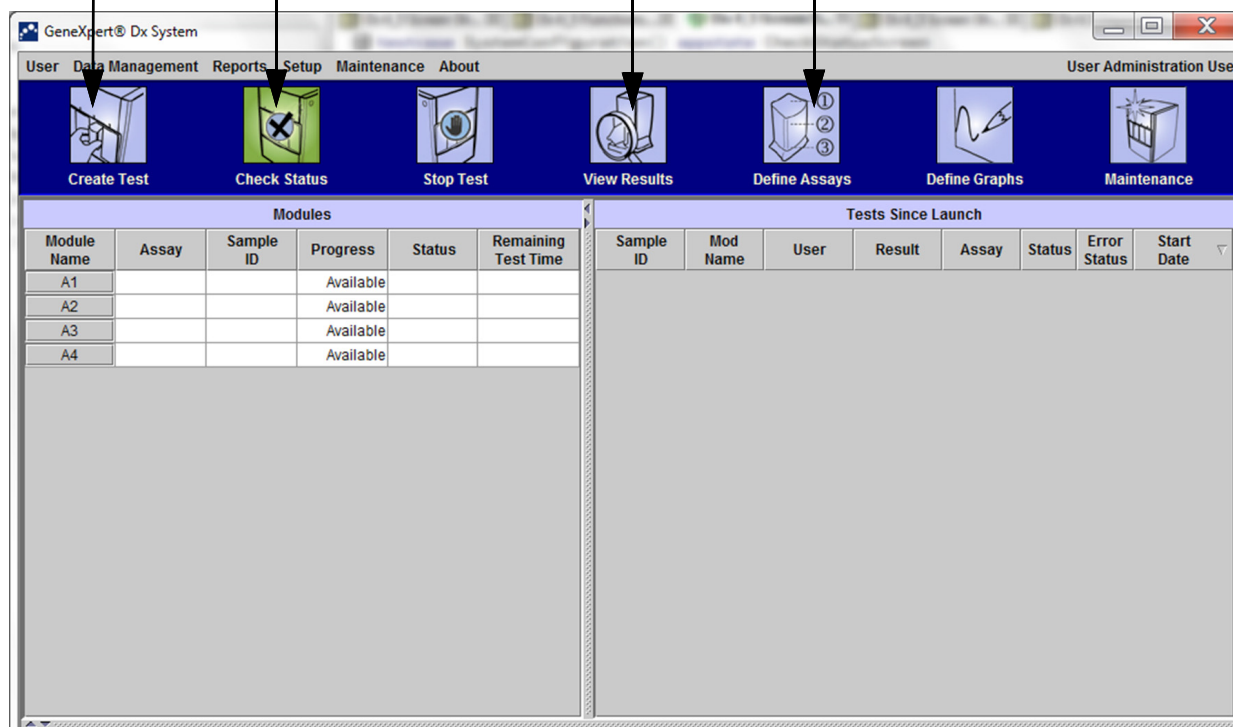 GeneXpert® Dx System
User Data Management Reports Setup Maintenance About User Administration Use
① 
②
③
Create Test Check Status Stop Test View Results Define Assays Define Graphs Maintenance
Modules Tests Since Launch
Module Name Assay Sample ID Progress Status Remaining Test Time Sample ID Mod Name User Result Assay Status Error Status Start Date
A1 Available
A2 Available
A3 Available
A4 Available